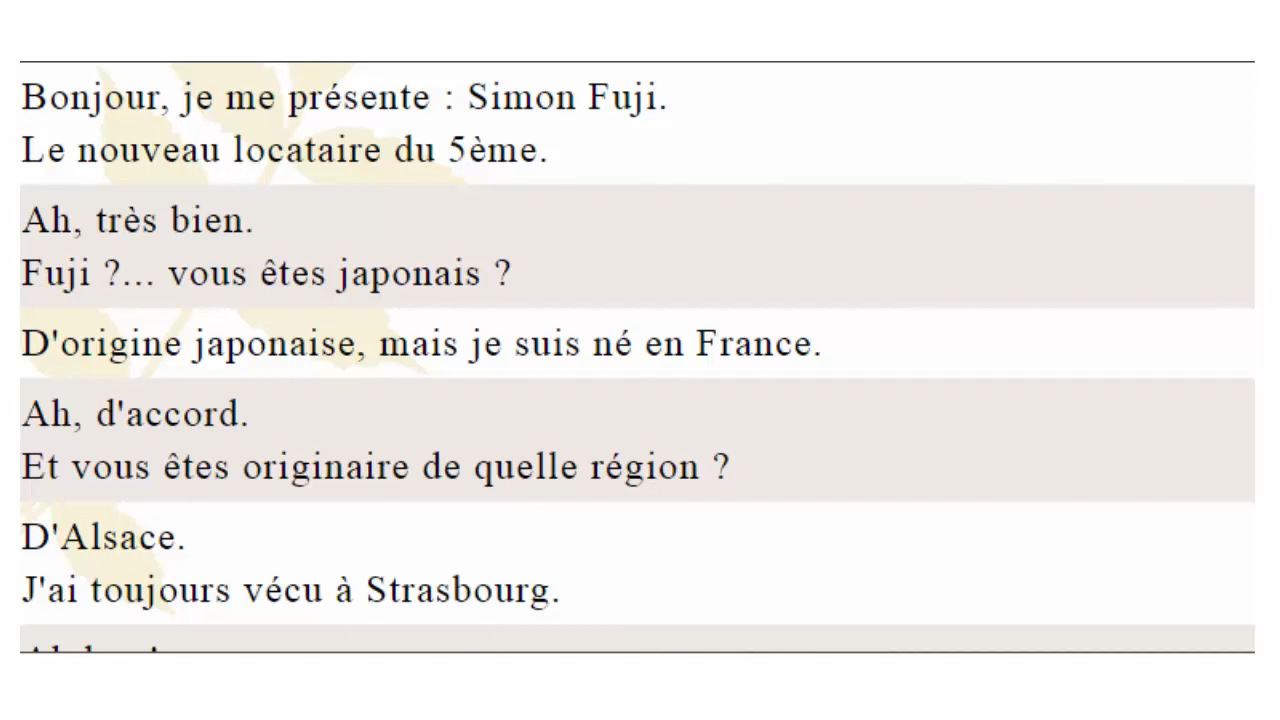 Bonjour, je me présente : Simon Fuji.
Le nouveau locataire du 5ème.
Ah, très bien.
Fuji ?... vous êtes japonais ?
D'origine japonaise, mais je suis né en France.
Ah, d'accord.
Et vous êtes originaire de quelle région ?
D'Alsace.
J'ai toujours vécu à Strasbourg.